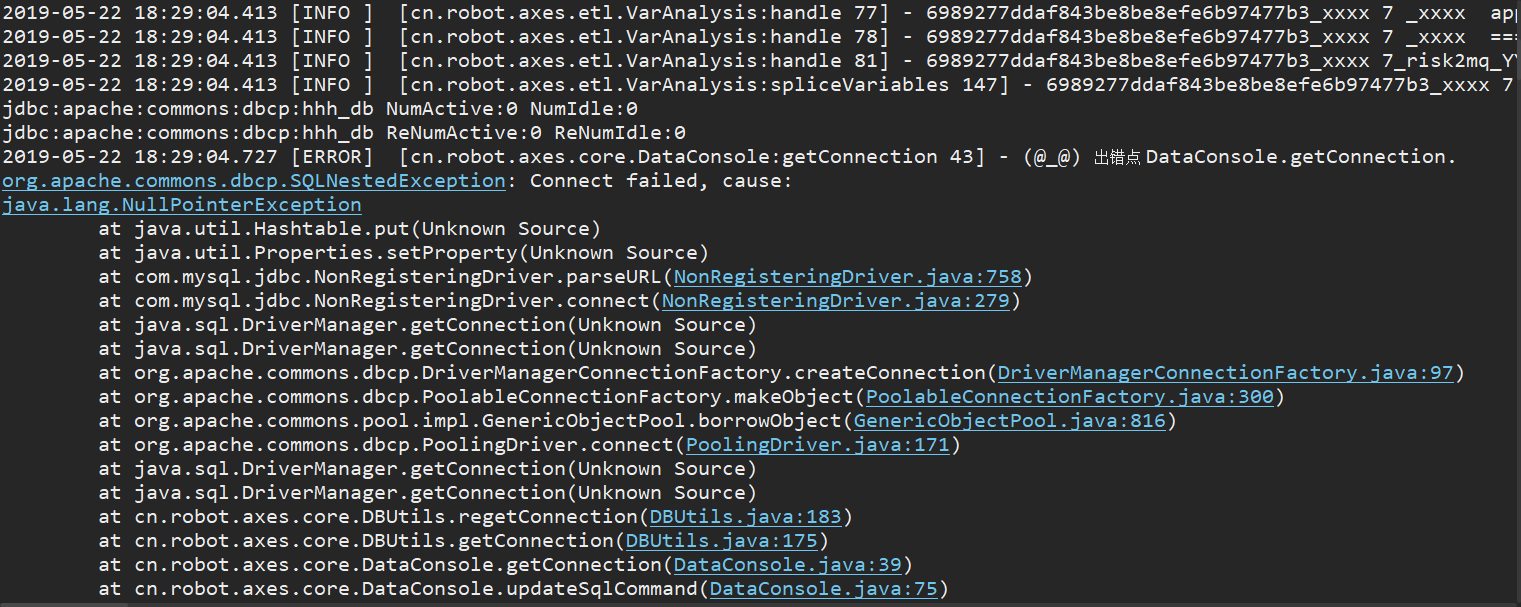 2019-05-22 18:29:04.413 [INFO ]  [cn.robot.axes.etl.VarAnalysis:handle 77] - 6989277ddaf843be8be8efe6b97477b3_xxxx 7 _xxxx  app
2019-05-22 18:29:04.413 [INFO ]  [cn.robot.axes.etl.VarAnalysis:handle 78] - 6989277ddaf843be8be8efe6b97477b3_xxxx 7 _xxxx  ===
2019-05-22 18:29:04.413 [INFO ]  [cn.robot.axes.etl.VarAnalysis:handle 81] - 6989277ddaf843be8be8efe6b97477b3_xxxx 7_risk2mq_YY
2019-05-22 18:29:04.413 [INFO ]  [cn.robot.axes.etl.VarAnalysis:spliceVariables 147] - 6989277ddaf843be8be8efe6b97477b3_xxxx 7
jdbc:apache:commons:dbcp:hhh_db NumActive:0 NumIdle:0
jdbc:apache:commons:dbcp:hhh_db ReNumActive:0 ReNumIdle:0
2019-05-22 18:29:04.727 [ERROR]  [cn.robot.axes.core.DataConsole:getConnection 43] - (@_@) 出错点DataConsole.getConnection.
org.apache.commons.dbcp.SQLNestedException: Connect failed, cause:
java.lang.NullPointerException
at java.util.Hashtable.put(Unknown Source)
at java.util.Properties.setProperty(Unknown Source)
at com.mysql.jdbc.NonRegisteringDriver.parseURL(NonRegisteringDriver.java:758)
at com.mysql.jdbc.NonRegisteringDriver.connect(NonRegisteringDriver.java:279)
at java.sql.DriverManager.getConnection(Unknown Source)
at java.sql.DriverManager.getConnection(Unknown Source)
at org.apache.commons.dbcp.DriverManagerConnectionFactory.createConnection(DriverManagerConnectionFactory.java:97)
at org.apache.commons.dbcp.PoolableConnectionFactory.makeObject(PoolableConnectionFactory.java:300)
at org.apache.commons.pool.impl.GenericObjectPool.borrowObject(GenericObjectPool.java:816)
at org.apache.commons.dbcp.PoolingDriver.connect(PoolingDriver.java:171)
at java.sql.DriverManager.getConnection(Unknown Source)
at java.sql.DriverManager.getConnection(Unknown Source)
at cn.robot.axes.core.DBUtils.regetConnection(DBUtils.java:183)
at cn.robot.axes.core.DBUtils.getConnection(DBUtils.java:175)
at cn.robot.axes.core.DataConsole.getConnection(DataConsole.java:39)
at cn.robot.axes.core.DataConsole.updateSqlCommand(DataConsole.java:75)